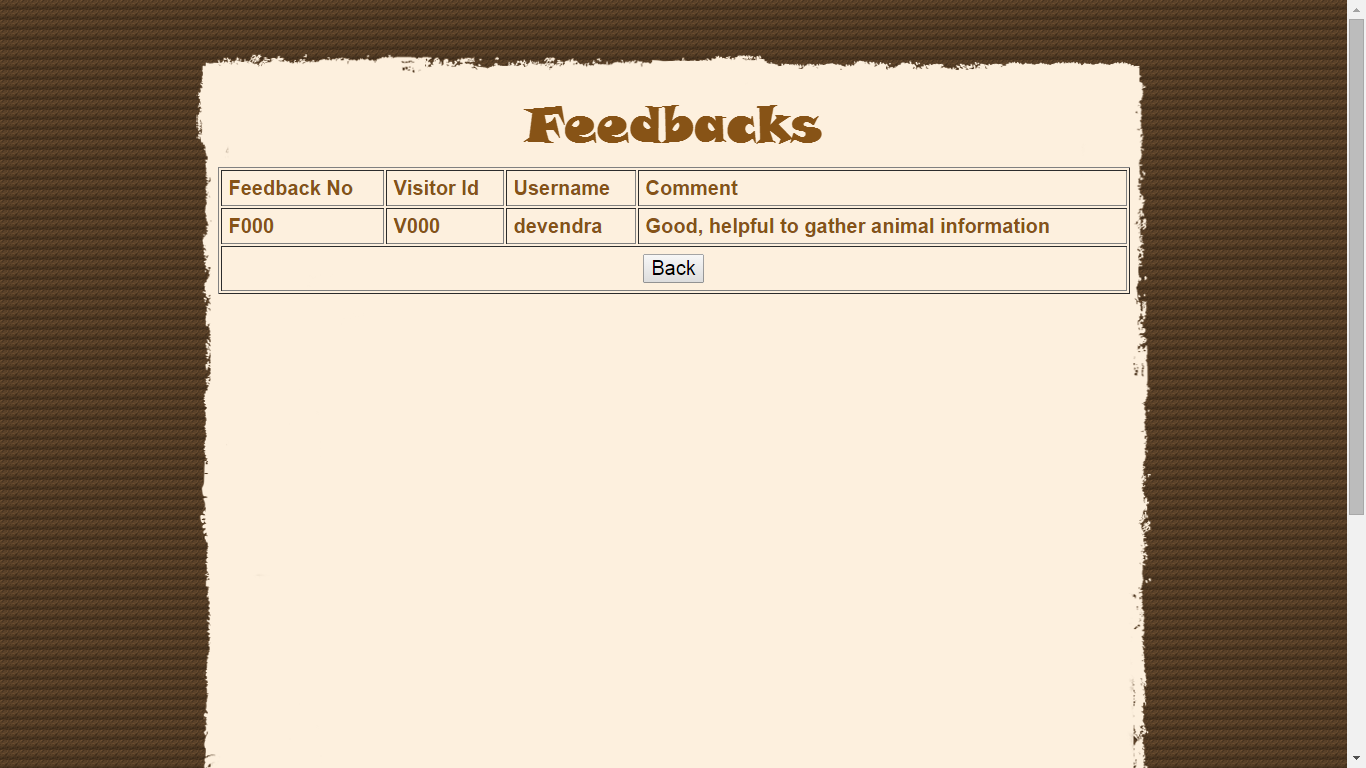 Feedbacks
Feedback No Visitor Id Username Comment
F000 V000 devendra Good, helpful to gather animal information
Back